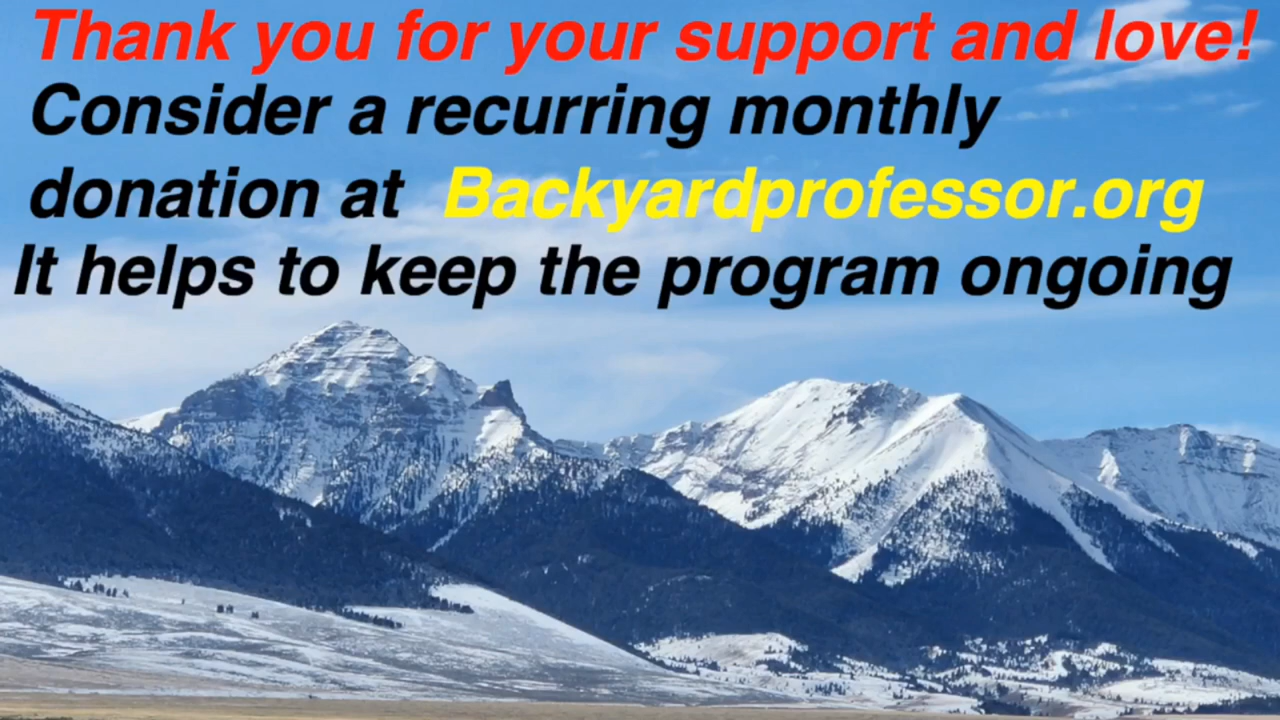 Thank you for your support and love!
Consider a recurring monthly
donation at Backyardprofessor.org
It helps to keep the program ongoing